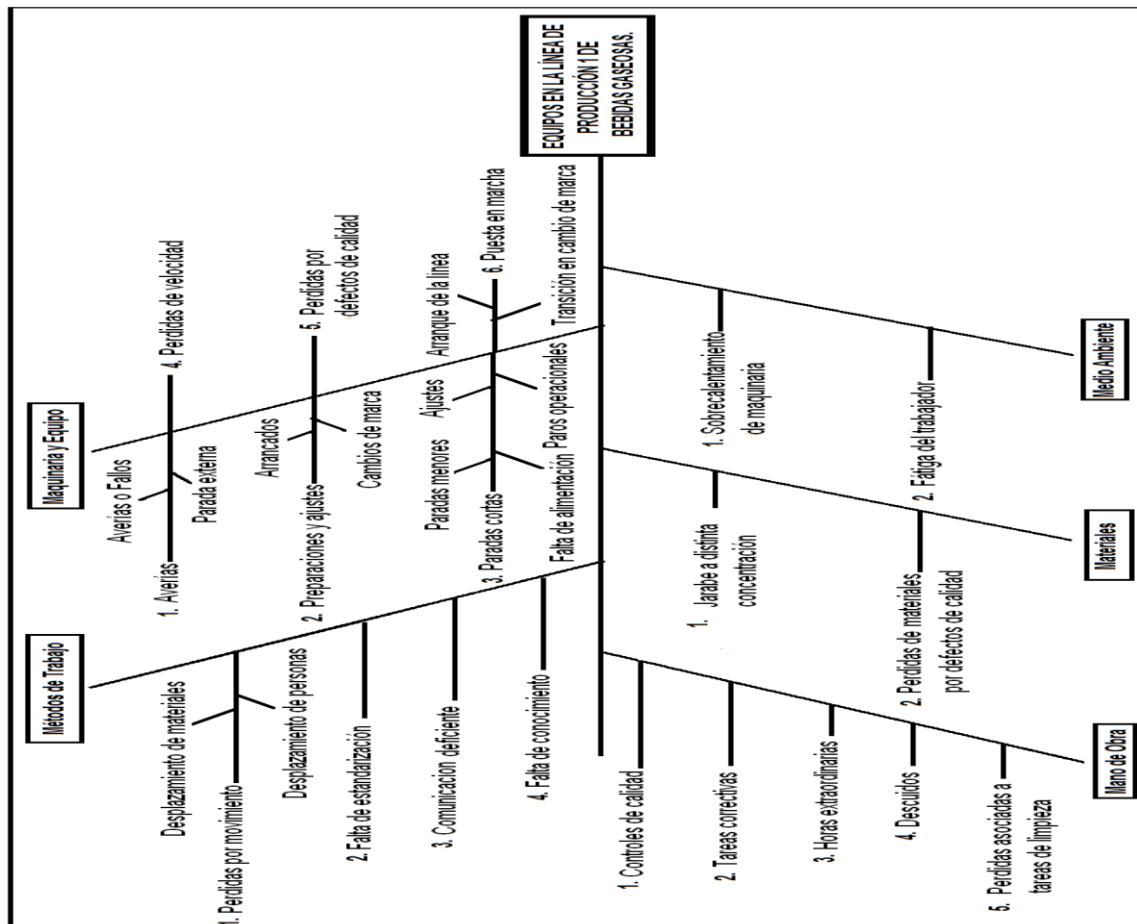 Métodos de Trabajo
Desplazamiento de materiales
1. Perdidas por movimiento
Desplazamiento de personas
2. Falta de estandarización
3. Comunicación deficiente
4. Falta de conocimiento
Maquinaria y Equipo
Averías o Fallos
1. Averías
Parada externa
4. Perdidas de velocidad
Arrancados
2. Preparaciones y ajustes
Cambios de marca
5. Perdidas por
defectos de calidad
Paradas menores
Ajustes
3. Paradas cortas
Falta de alimentación
Paros operacionales
Arranque de la línea
6. Puesta en marcha
Transición en cambio de marca
EQUIPOS EN LA LÍNEA DE
PRODUCCIÓN 1 DE
BEBIDAS GASEOSAS.
1. Controles de calidad
2. Tareas correctivas
3. Horas extraordinarias
4. Descuidos
5. Perdidas asociadas a
tareas de limpieza
Mano de Obra
1. Jarabe a distinta
concentración
2. Perdidas de materiales
por defectos de calidad
Materiales
1. Sobrecalentamiento
de maquinaria
2. Fátiga del trabajador
Medio Ambiente